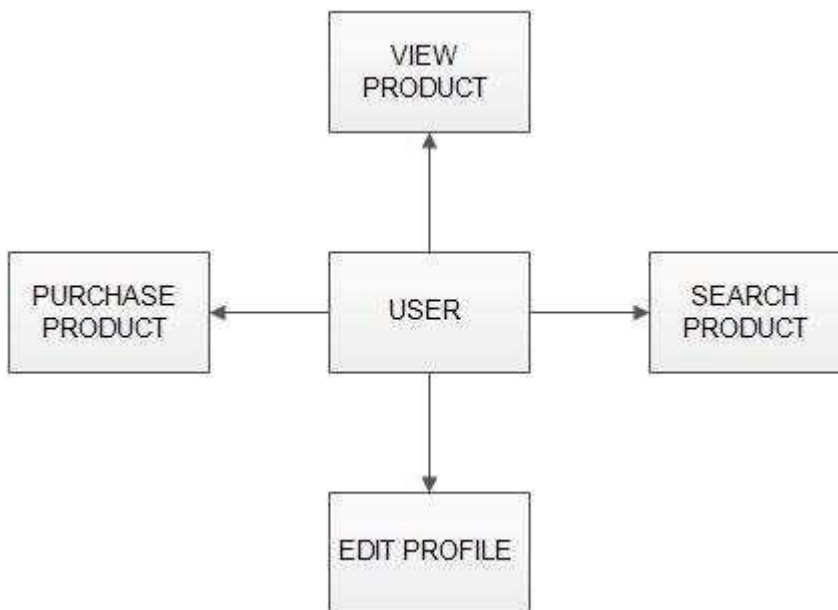 VIEW
PRODUCT
PURCHASE
PRODUCT
USER
SEARCH
PRODUCT
EDIT PROFILE